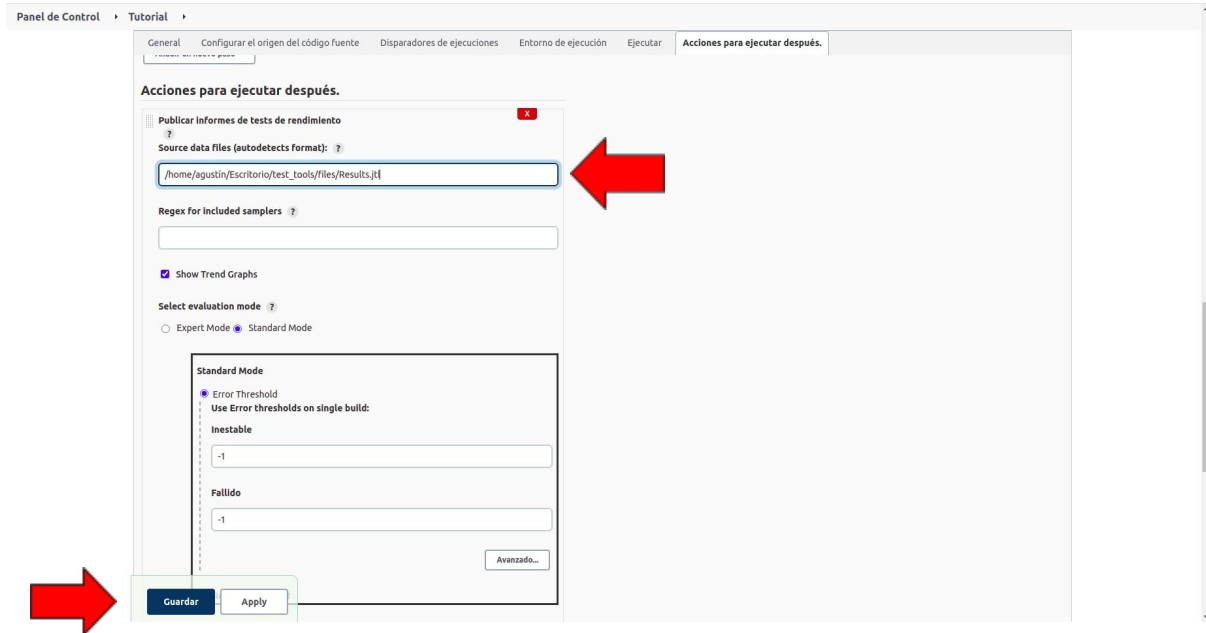 Panel de Control Tutorial
General Configurar el origen del código fuente Disparadores de ejecuciones Entorno de ejecución Ejecutar Acciones para ejecutar después.
Acciones para ejecutar después.
X
Publicar informes de tests de rendimiento
?
Source data files (autodetects format): ?
/home/agustin/Escritorio/test_tools/files/Results.jtl
Regex for included samplers ?
Show Trend Graphs
Select evaluation mode ?
Expert Mode Standard Mode
Standard Mode
Error Threshold
Use Error thresholds on single build:
Inestable
-1
Fallido
-1
Avanzado...
Guardar Apply